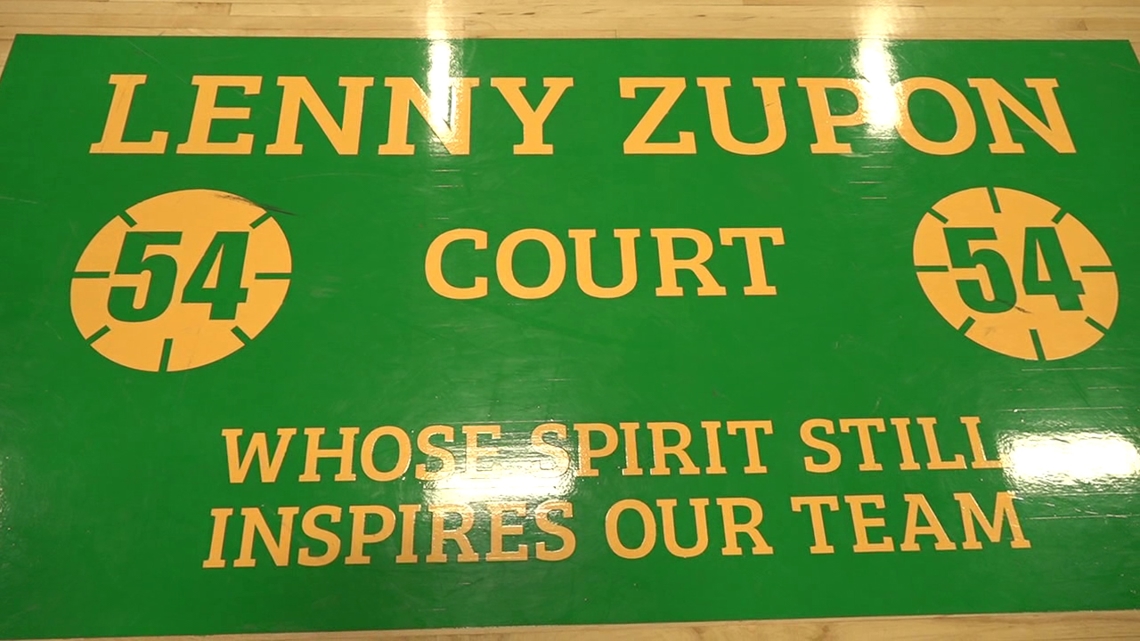 LENNY ZUPON
54 COURT 54
WHOSE SPIRIT STILL
INSPIRES OUR TEAM